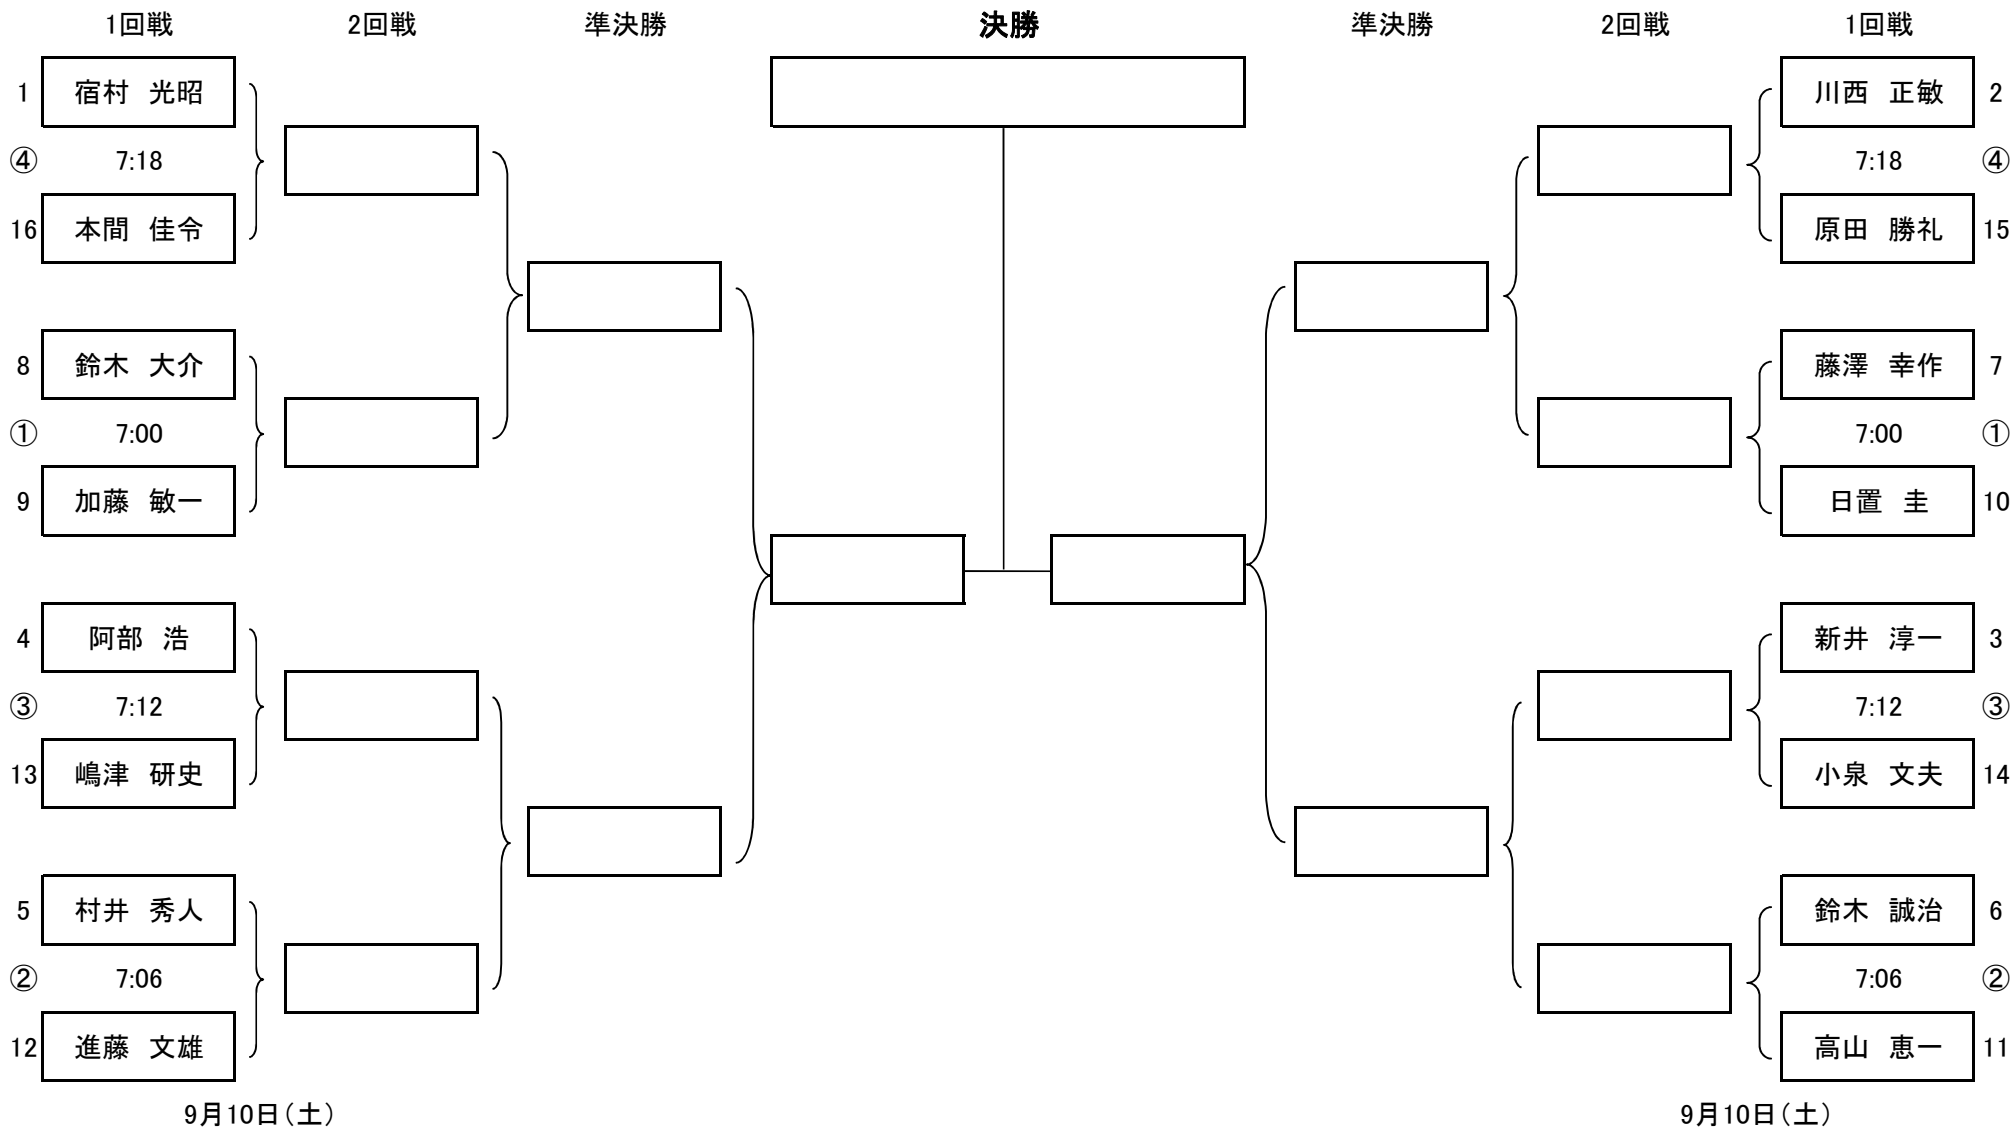 1回戦 2回戦 準決勝 決勝 準決勝 2回戦 1回戦
1 宿村 光昭 川西 正敏 2
④ 7:18 7:18 ④
16 本間 佳令 原田 勝礼 15
8 鈴木 大介 藤澤 幸作 7
① 7:00 7:00 ①
9 加藤 敏一 日置 圭 10
4 阿部 浩 新井 淳一 3
③ 7:12 7:12 ③
13 嶋津 研史 小泉 文夫 14
5 村井 秀人 鈴木 誠治 6
② 7:06 7:06 ②
12 進藤 文雄 高山 恵一 11
9月10日(土) 9月10日(土)